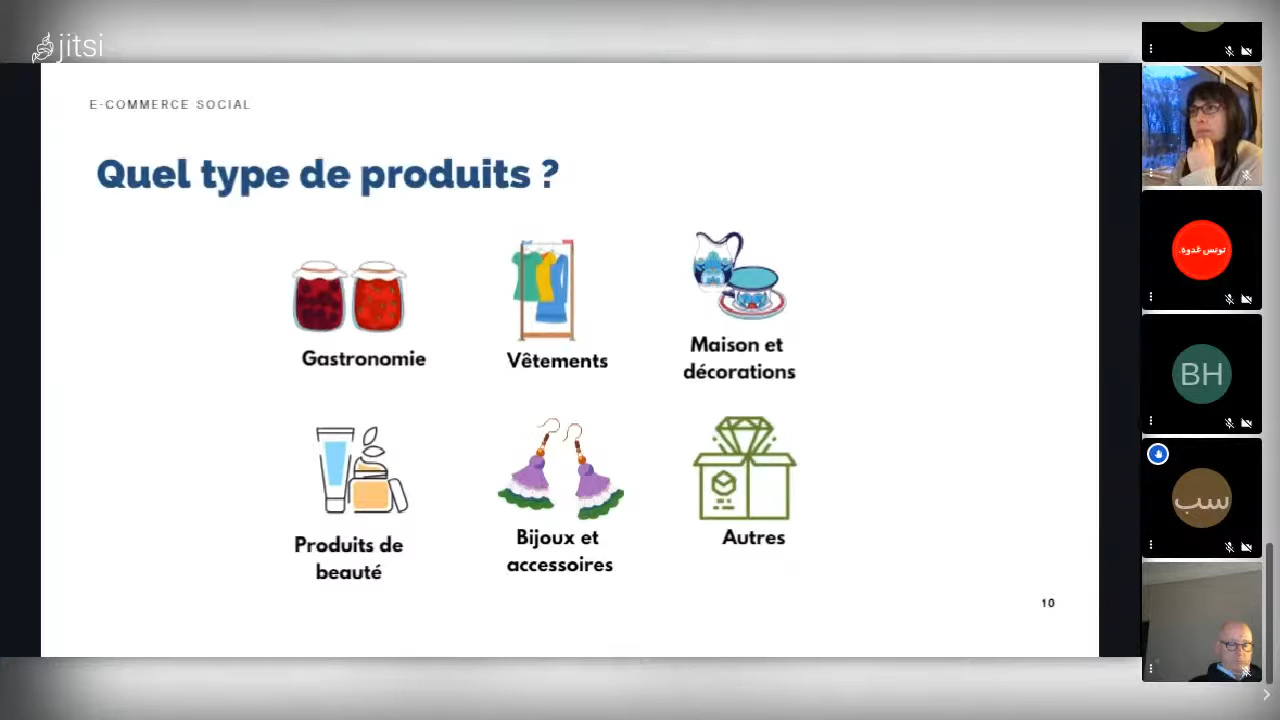 jitsi
E-COMMERCE SOCIAL
Quel type de produits ?
Gastronomie
Vêtements
Maison et
décorations
Produits de
beauté
Bijoux et
accessoires
Autres
10
تونس غدوة
BH
سب